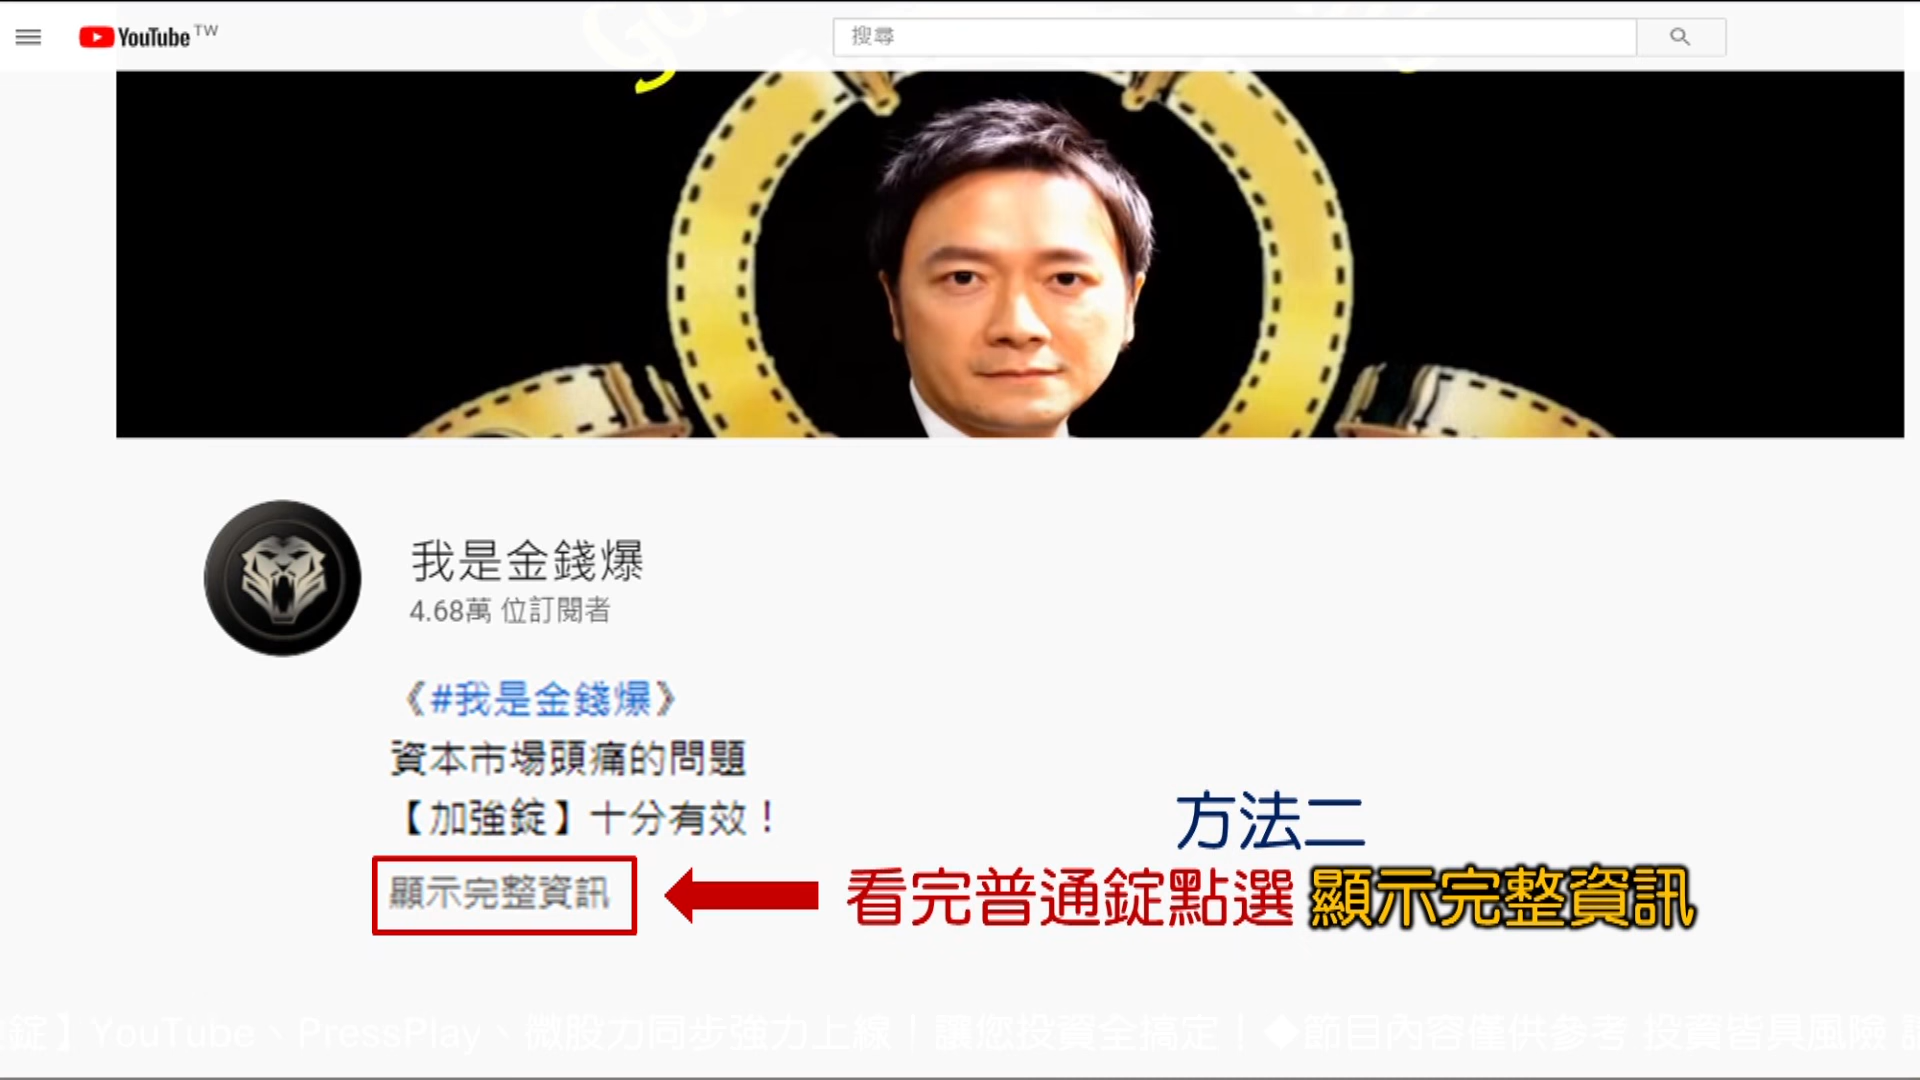 YouTube TW
搜尋
我是金錢爆
4.68萬 位訂閱者
《#我是金錢爆》
資本市場頭痛的問題
【加強錠】十分有效！
方法二
顯示完整資訊
看完普通錠點選 顯示完整資訊
錠】YouTube、PressPlay、微股力同步強力上線！讓您投資全搞定｜◆節目內容僅供參考 投資皆具風險